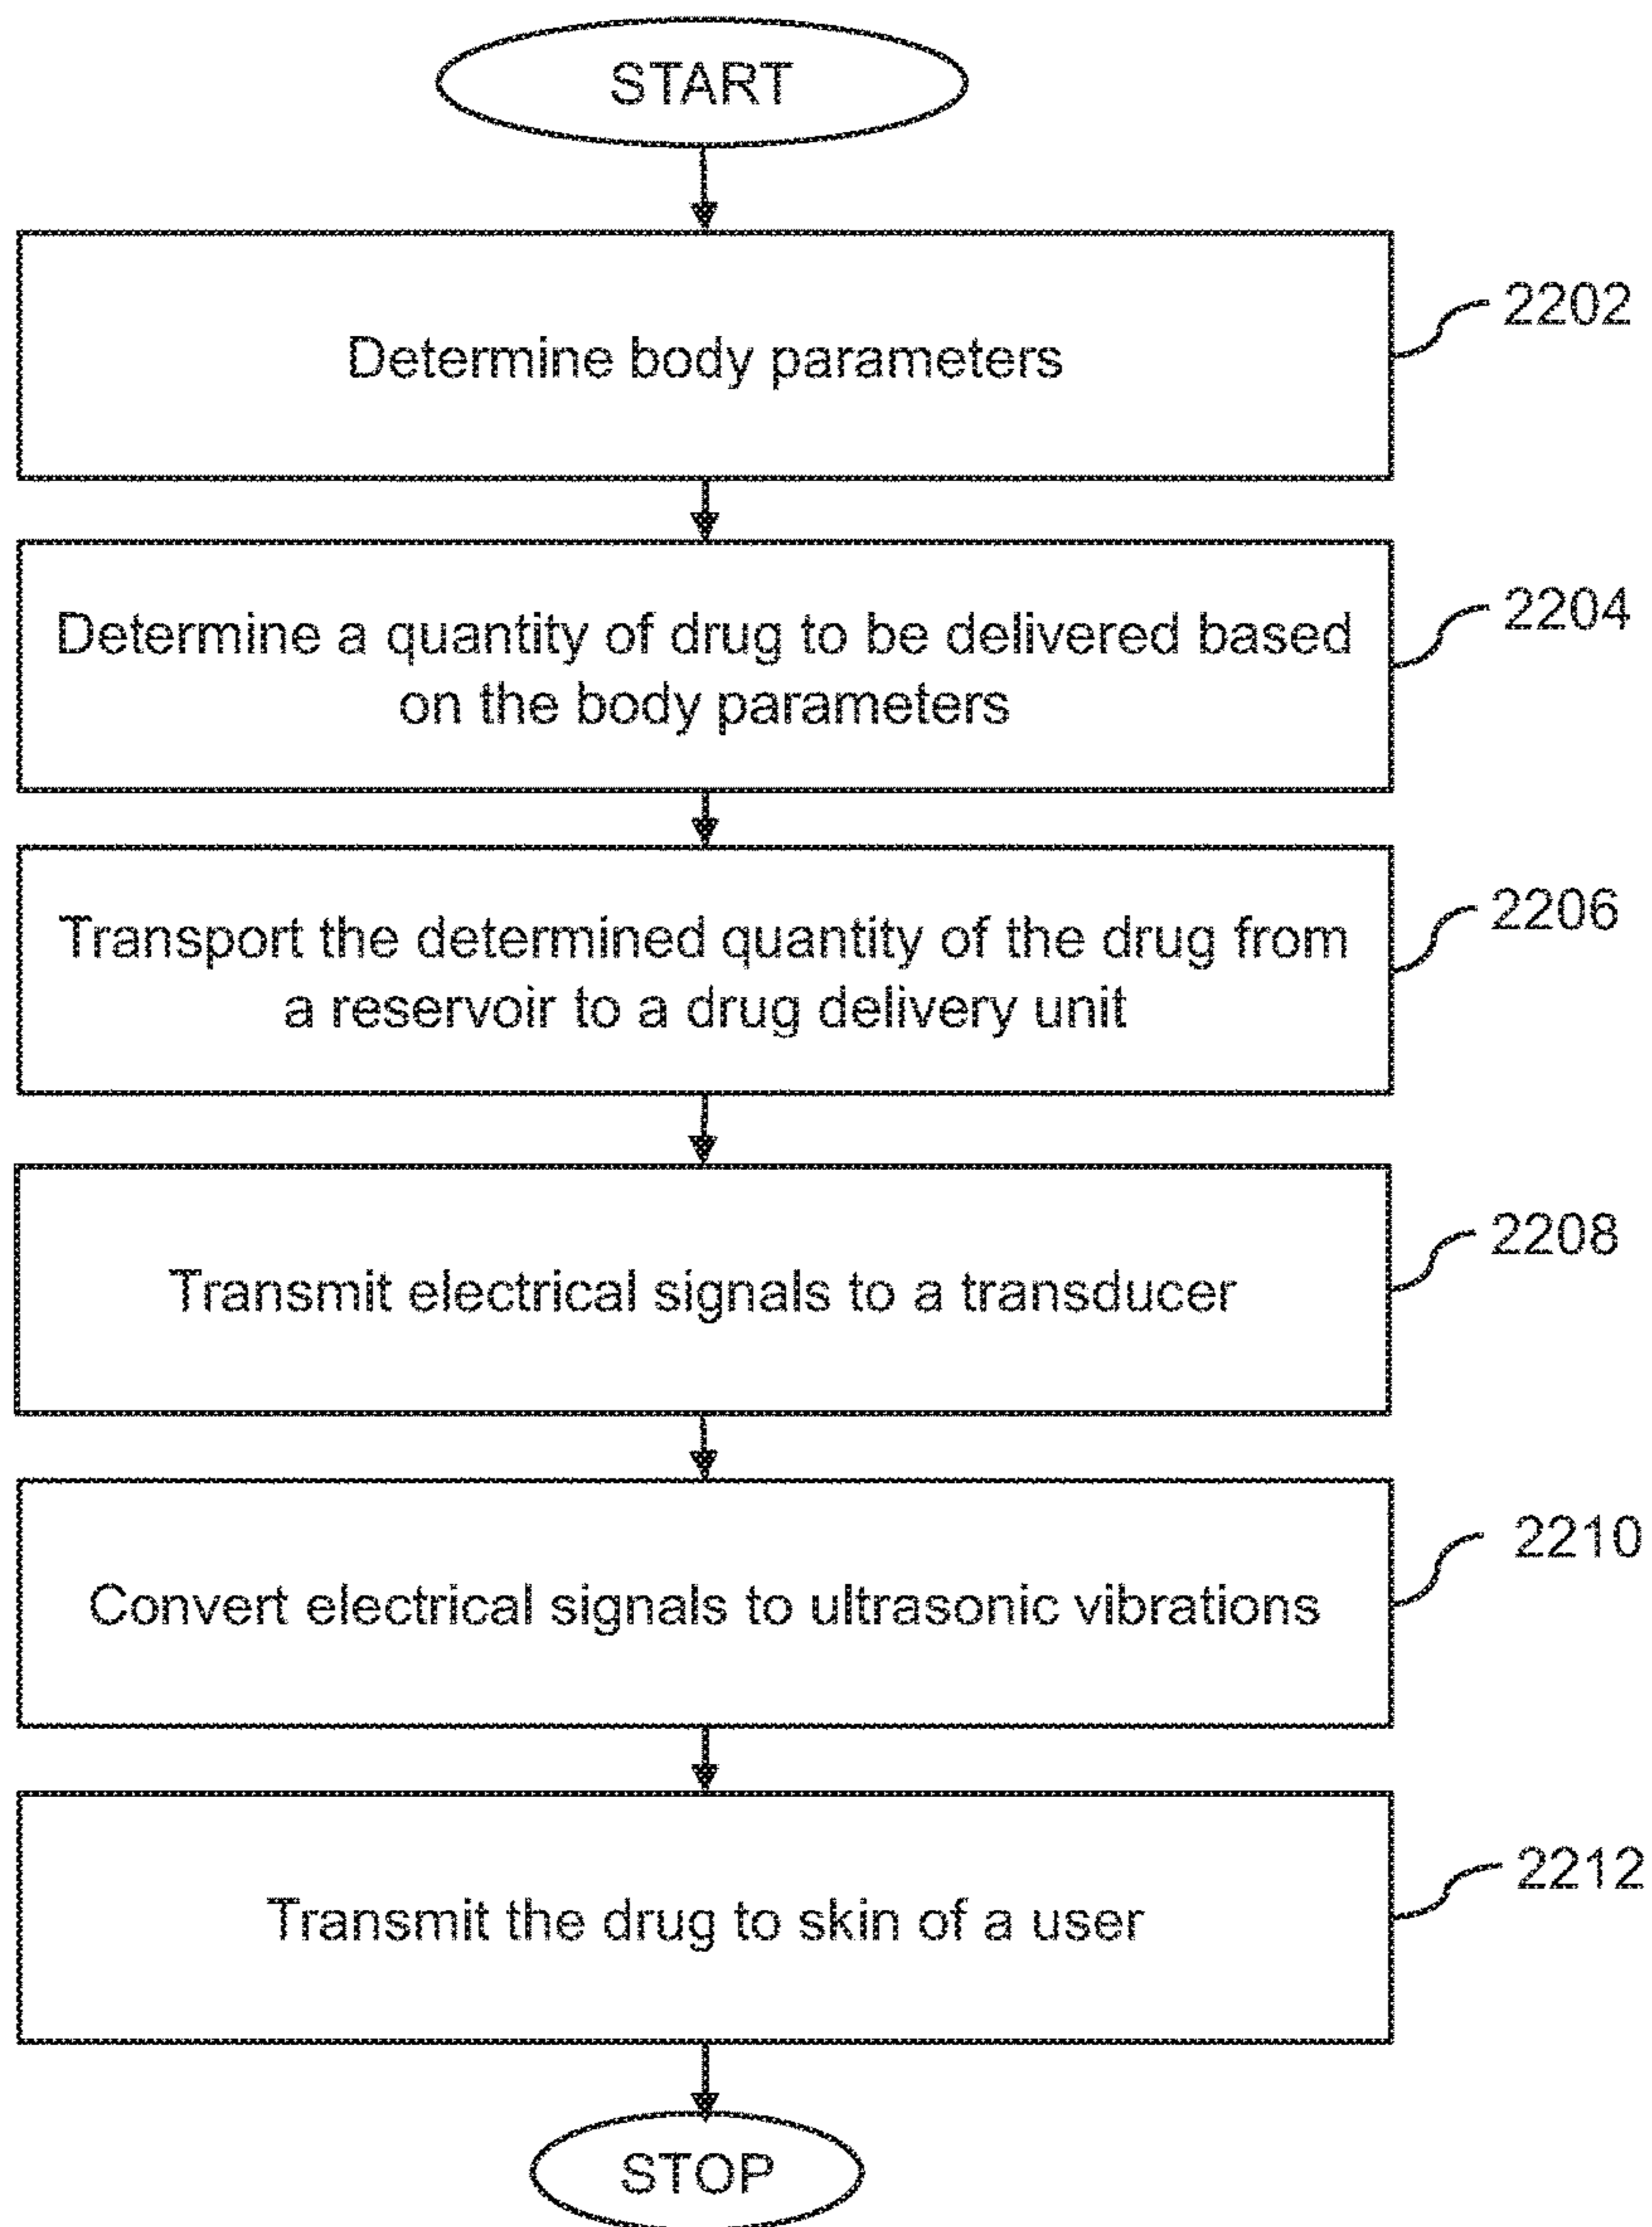 START
Determine body parameters
2202
Determine a quantity of drug to be delivered based
on the body parameters
2204
Transport the determined quantity of the drug from
a reservoir to a drug delivery unit
2206
Transmit electrical signals to a transducer
2208
Convert electrical signals to ultrasonic vibrations
2210
Transmit the drug to skin of a user
2212
STOP